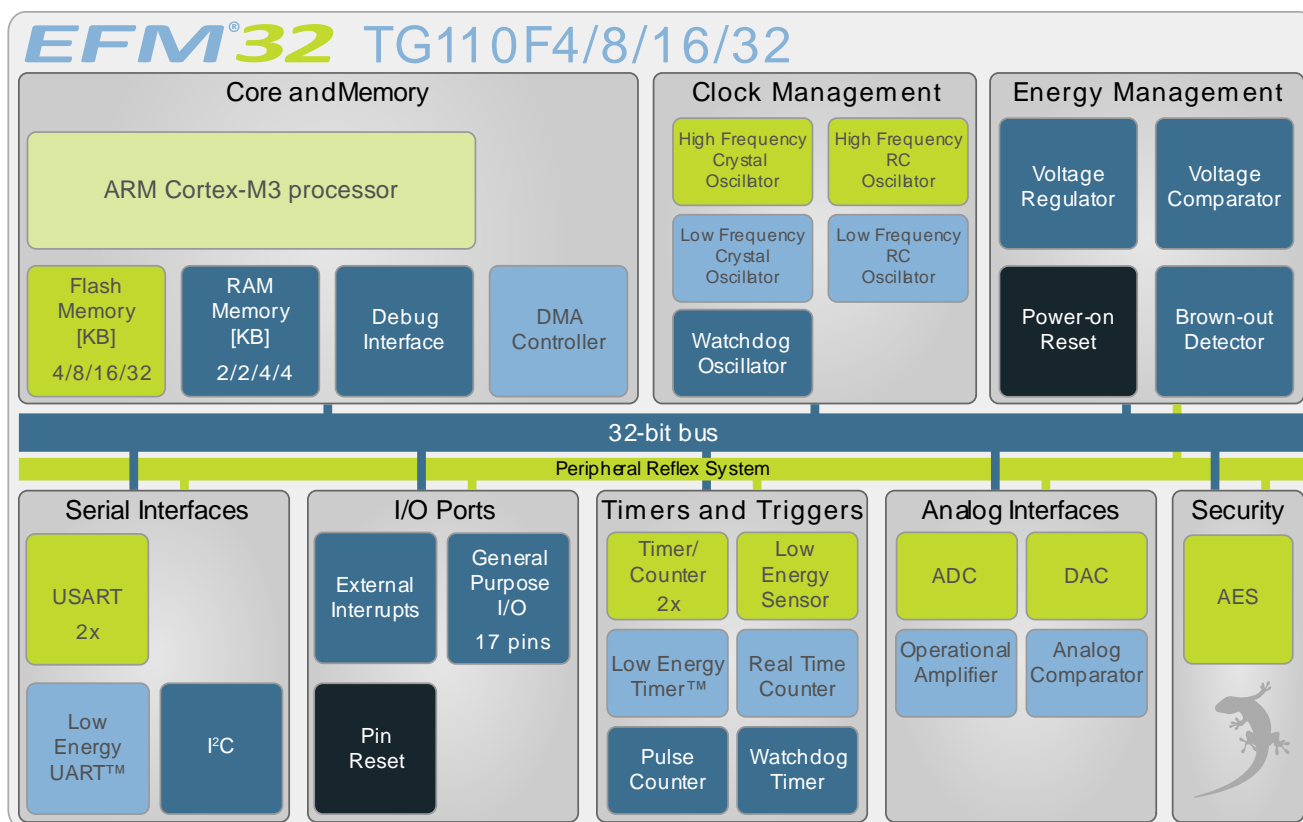 EFM®32 TG110F4/8/16/32
Core and Memory
ARM Cortex-M3 processor
Flash
Memory
[KB]
4/8/16/32
RAM
Memory
[KB]
2/2/4/4
Debug
Interface
DMA
Controller
Clock Management
High Frequency
Crystal
Oscillator
High Frequency
RC
Oscillator
Low Frequency
Crystal
Oscillator
Low Frequency
RC
Oscillator
Watchdog
Oscillator
Energy Management
Voltage
Regulator
Voltage
Comparator
Power-on
Reset
Brown-out
Detector
32-bit bus
Peripheral Reflex System
Serial Interfaces
USART
2x
Low
Energy
UART™
I²C
I/O Ports
External
Interrupts
General
Purpose
I/O
17 pins
Pin
Reset
Timers and Triggers
Timer/
Counter
2x
Low
Energy
Sensor
Low Energy
Timer™
Real Time
Counter
Pulse
Counter
Watchdog
Timer
Analog Interfaces
ADC
DAC
Operational
Amplifier
Analog
Comparator
Security
AES